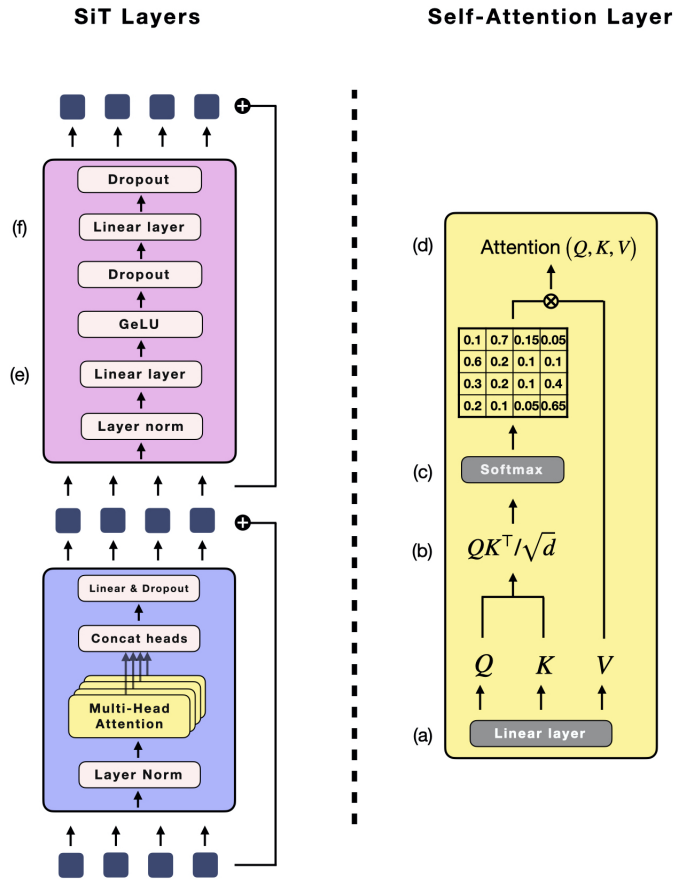 SiT Layers
Dropout
(f)
Linear layer
Dropout
GeLU
(e)
Linear layer
Layer norm
Linear & Dropout
Concat heads
Multi-Head
Attention
Layer Norm
Self-Attention Layer
(d)
Attention (Q, K, V)
0.1 0.7 0.15 0.05
0.6 0.2 0.1 0.1
0.3 0.2 0.1 0.4
0.2 0.1 0.05 0.65
(c)
Softmax
(b)
QK⊤/√d
Q K V
(a)
Linear layer